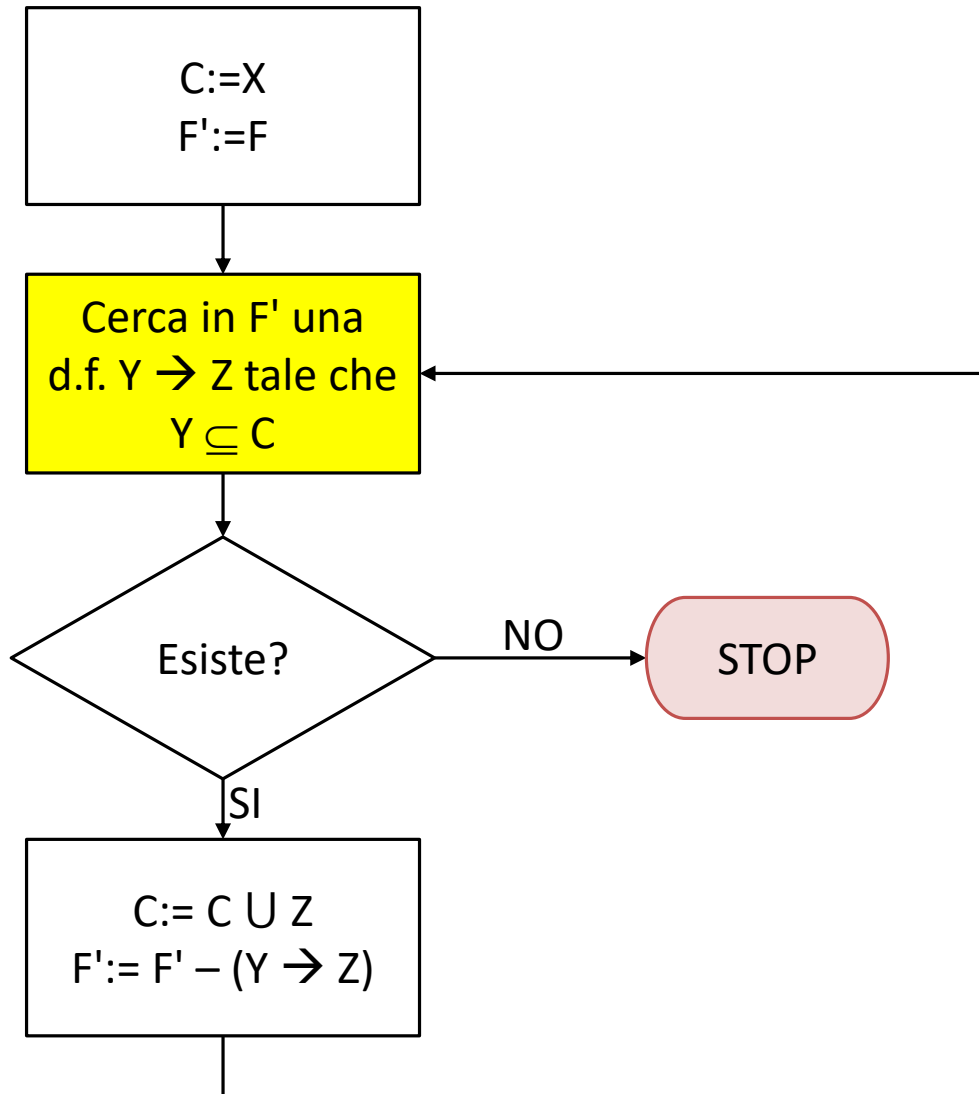 C:=X
F':=F
Cerca in F' una
d.f. Y → Z tale che
Y ⊆ C
Esiste?
NO
STOP
SI
C:= C ∪ Z
F':= F' – (Y → Z)